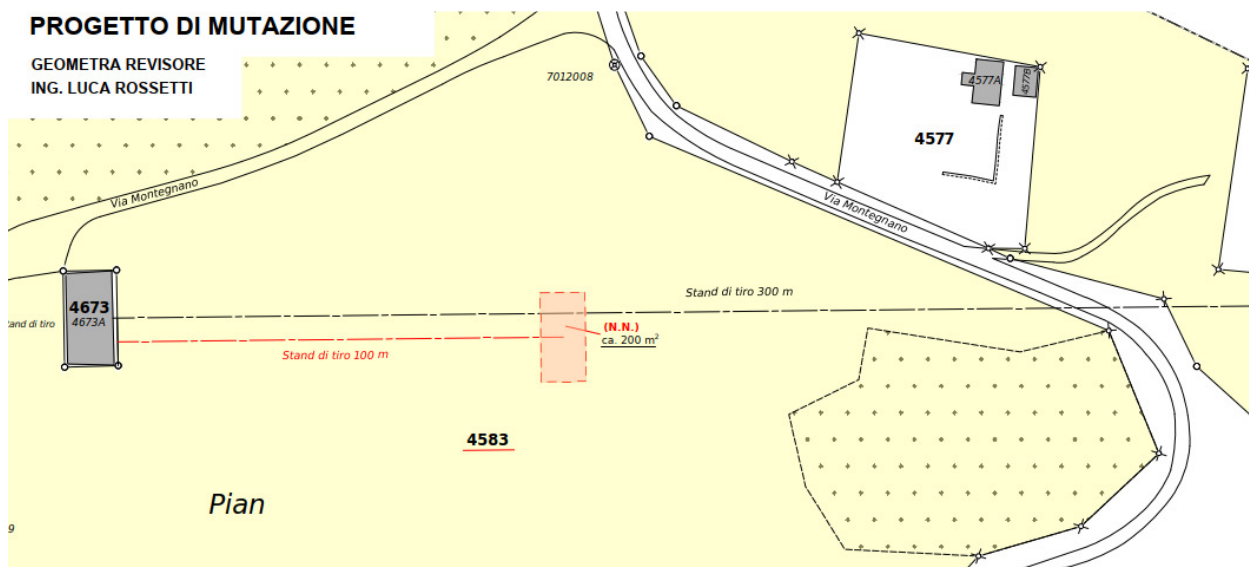 PROGETTO DI MUTAZIONE
GEOMETRA REVISORE
ING. LUCA ROSSETTI
7012008
4577A
4577B
4577
Via Montegnano
Via Montegnano
Stand di tiro 300 m
4673
4673A
tand di tiro
(N.N.)
ca. 200 m²
Stand di tiro 100 m
4583
Pian
9